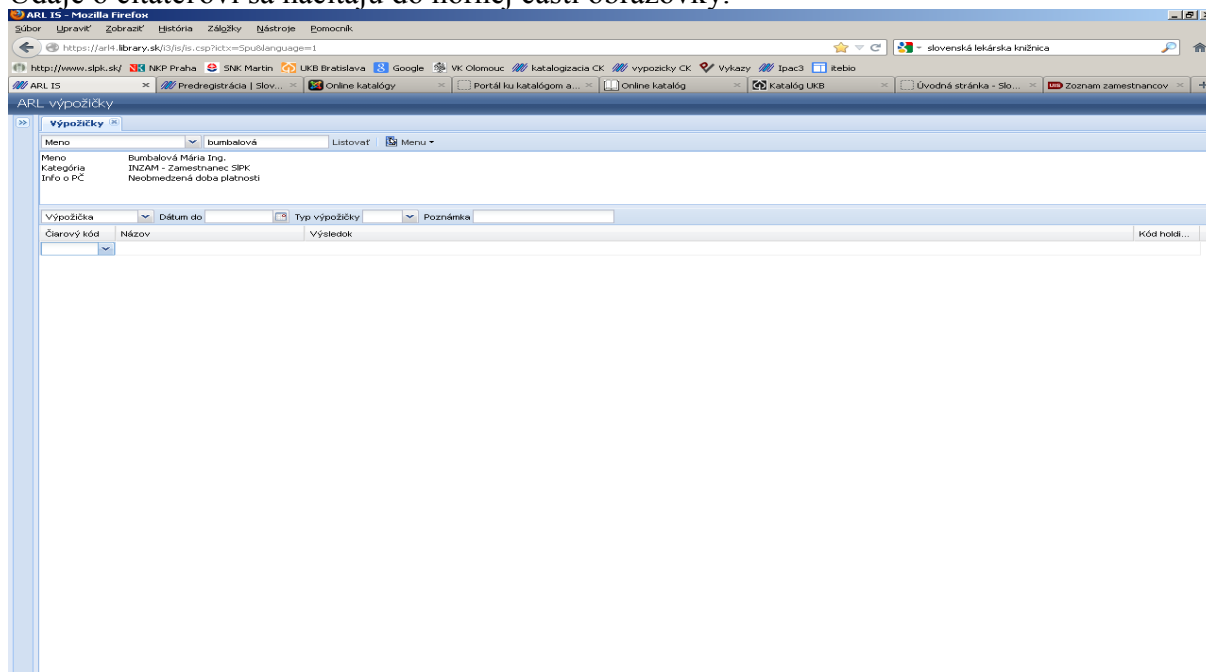 Údaje o čitateľovi sa načítajú do hornej časti obrazovky.
ARL IS - Mozilla Firefox
Súbor Upraviť Zobraziť História Záložky Nástroje Pomocník
https://arl4.library.sk/i3/is/is.csp?ictx=Spu&language=1 slovenská lekárska knižnica
http://www.slpk.sk/ NKP Praha SNK Martin UKB Bratislava Google VK Olomouc katalogizacia CK vypozicky CK Vykazy Ipac3 itebio
ARL IS Predregistrácia | Slov... Online katalógy Portál ku katalógom a... Online katalóg Katalóg UKB Úvodná stránka - Slo... Zoznam zamestnancov
ARL výpožičky
Výpožičky
Meno bumbalová Listovať Menu
Meno Bumbalová Mária Ing.
Kategória INZAM - Zamestnanec SlPK
Info o PČ Neobmedzená doba platnosti
Výpožička Dátum do Typ výpožičky Poznámka
Čiarový kód Názov Výsledok Kód holdi...